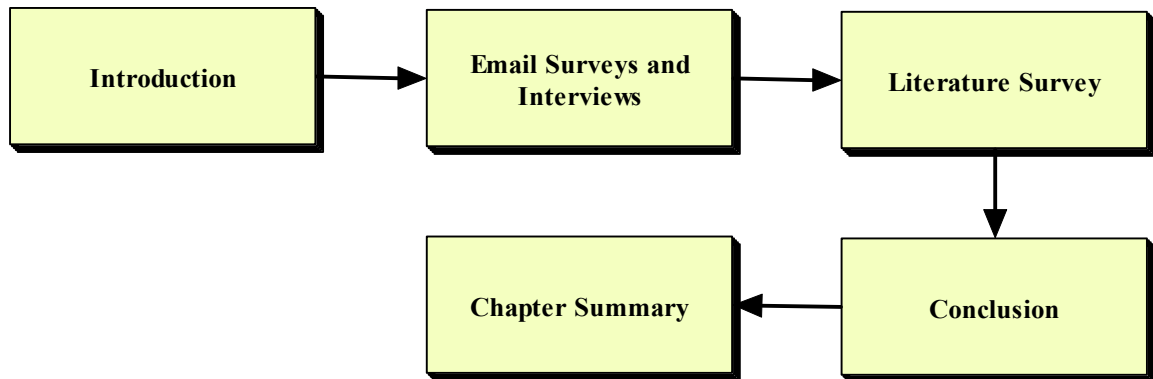 Introduction
Email Surveys and
Interviews
Literature Survey
Conclusion
Chapter Summary